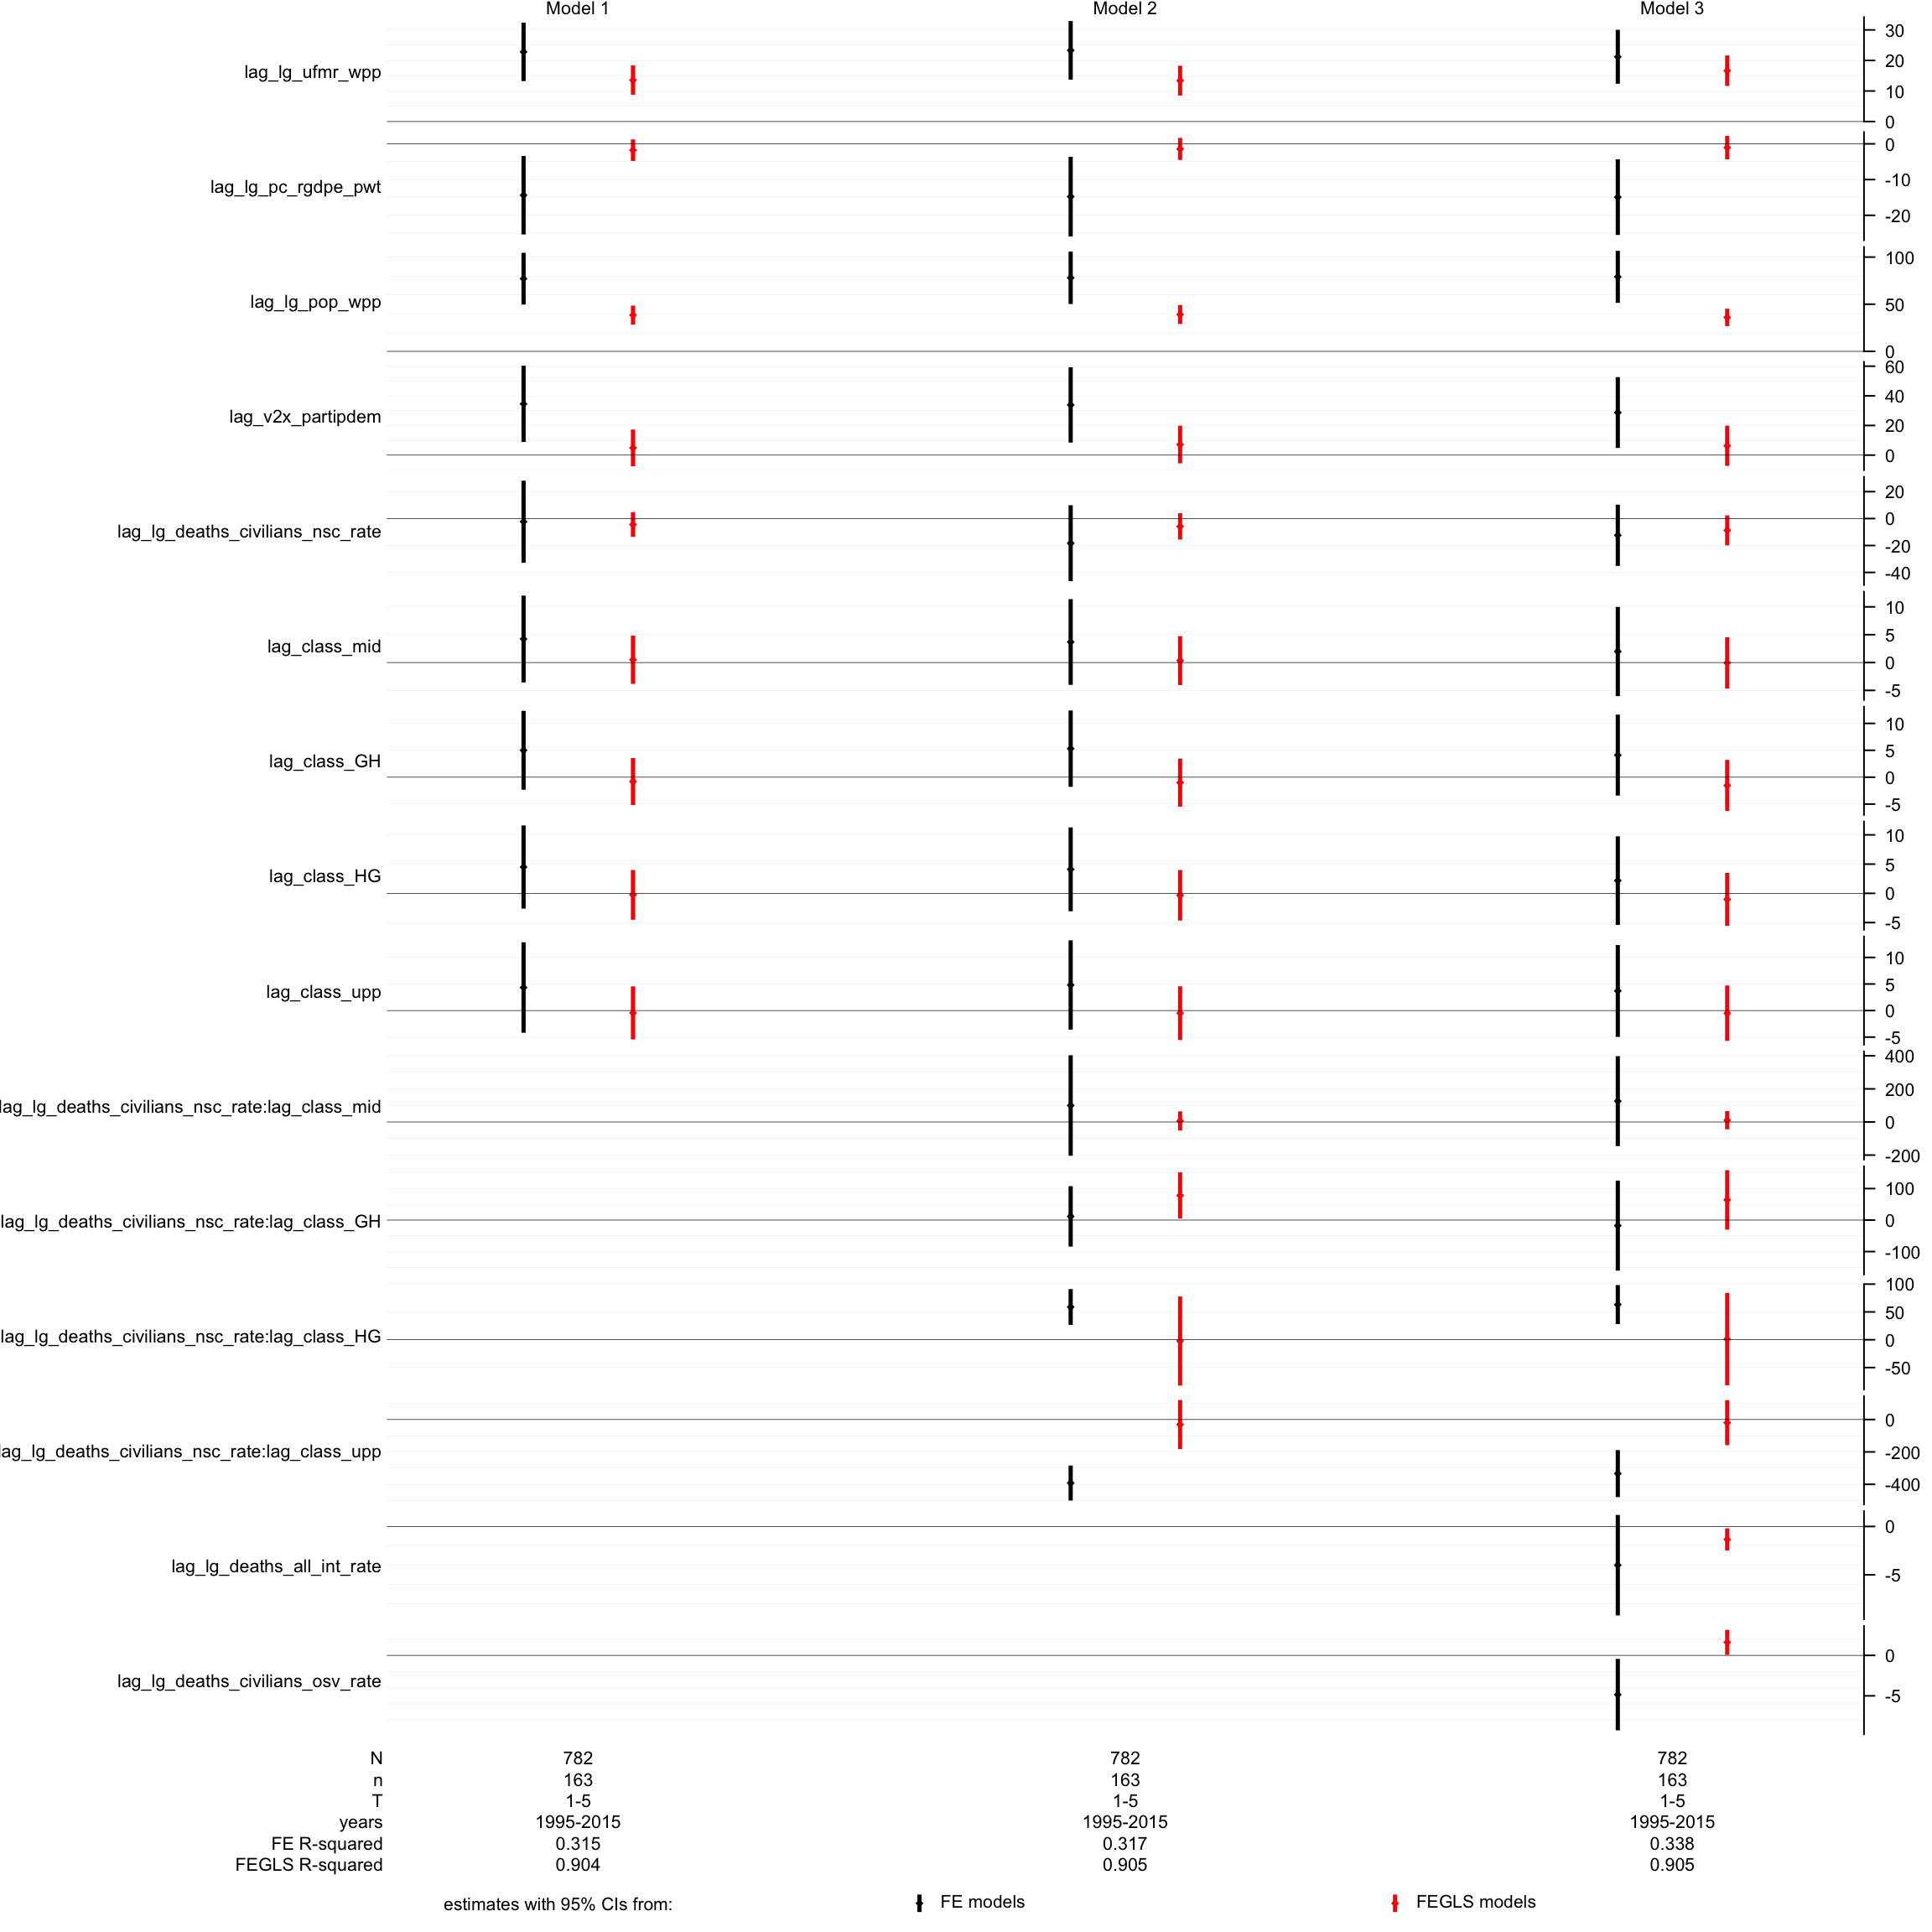 Model 1 Model 2 Model 3
lag_lg_ufmr_wpp
30
20
10
0
lag_lg_pc_rgdpe_pwt
0
-10
-20
lag_lg_pop_wpp
100
50
0
lag_v2x_partipdem
60
40
20
0
lag_lg_deaths_civilians_nsc_rate
20
0
-20
-40
lag_class_mid
10
5
0
-5
lag_class_GH
10
5
0
-5
lag_class_HG
10
5
0
-5
lag_class_upp
10
5
0
-5
lag_lg_deaths_civilians_nsc_rate:lag_class_mid
400
200
0
-200
lag_lg_deaths_civilians_nsc_rate:lag_class_GH
100
0
-100
lag_lg_deaths_civilians_nsc_rate:lag_class_HG
100
50
0
-50
lag_lg_deaths_civilians_nsc_rate:lag_class_upp
0
-200
-400
lag_lg_deaths_all_int_rate
0
-5
lag_lg_deaths_civilians_osv_rate
0
-5
N 782 782 782
n 163 163 163
T 1-5 1-5 1-5
years 1995-2015 1995-2015 1995-2015
FE R-squared 0.315 0.317 0.338
FEGLS R-squared 0.904 0.905 0.905
estimates with 95% CIs from: FE models FEGLS models